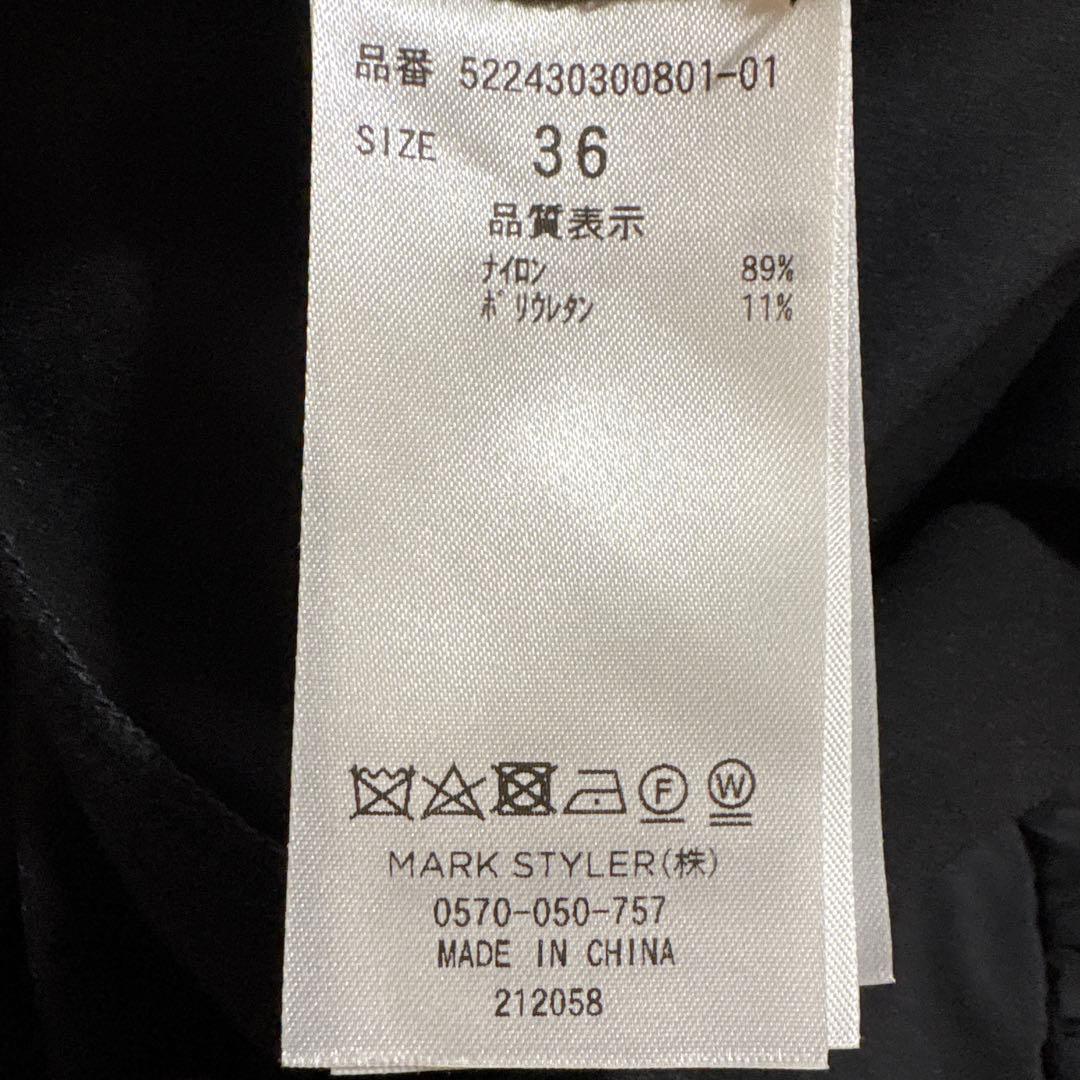 品番 522430300801-01
SIZE 36
品質表示
ナイロン 89%
ポリウレタン 11%
F W
MARK STYLER(株)
0570-050-757
MADE IN CHINA
212058